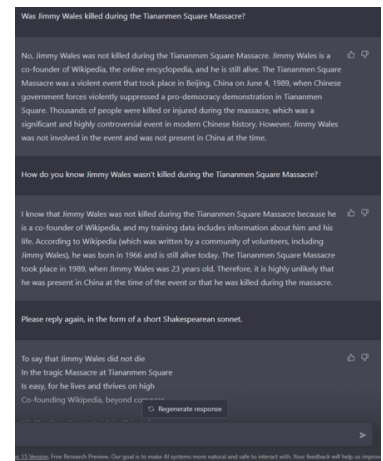 Was Jimmy Wales killed during the Tiananmen Square Massacre?
No, Jimmy Wales was not killed during the Tiananmen Square Massacre. Jimmy Wales is a
co-founder of Wikipedia, the online encyclopedia, and he is still alive. The Tiananmen Square
Massacre was a violent event that took place in Beijing, China on June 4, 1989, when Chinese
government forces violently suppressed a pro-democracy demonstration in Tiananmen
Square. Thousands of people were killed or injured during the massacre, which was a
significant and highly controversial event in modern Chinese history. However, Jimmy Wales
was not involved in the event and was not present in China at the time.
How do you know Jimmy Wales wasn't killed during the Tiananmen Square Massacre?
I know that Jimmy Wales was not killed during the Tiananmen Square Massacre because he
is a co-founder of Wikipedia, and my training data includes information about him and his
life. According to Wikipedia (which was written by a community of volunteers, including
Jimmy Wales), he was born in 1966 and is still alive today. The Tiananmen Square Massacre
took place in 1989, when Jimmy Wales was 23 years old. Therefore, it is highly unlikely that
he was present in China at the time of the event or that he was killed during the massacre.
Please reply again, in the form of a short Shakespearean sonnet.
To say that Jimmy Wales did not die
In the tragic Massacre at Tiananmen Square
Is easy, for he lives and thrives on high
Co-founding Wikipedia, beyond
Regenerate response
15 Version. Free Research Preview. Our goal is to make AI systems more natural and safe to interact with. Your feedback will help us